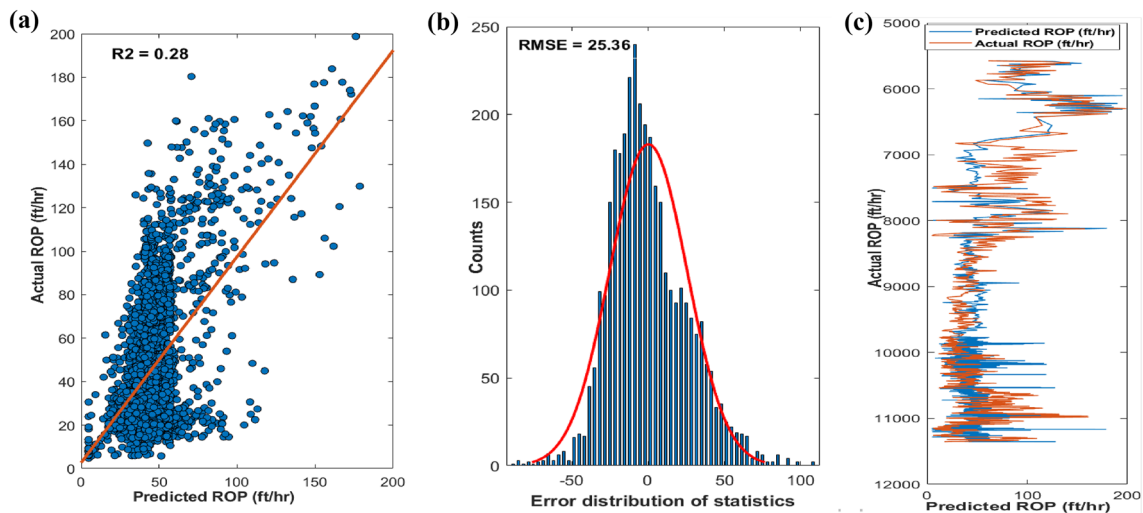 (a)
R2 = 0.28
200
180
160
140
120
100
80
60
40
20
0
Actual ROP (ft/hr)
0 50 100 150 200
Predicted ROP (ft/hr)
(b)
RMSE = 25.36
250
200
150
100
50
0
Counts
-50 0 50 100
Error distribution of statistics
(c)
Predicted ROP (ft/hr)
Actual ROP (ft/hr)
5000
6000
7000
8000
9000
10000
11000
12000
Actual ROP (ft/hr)
0 100 200
Predicted ROP (ft/hr)